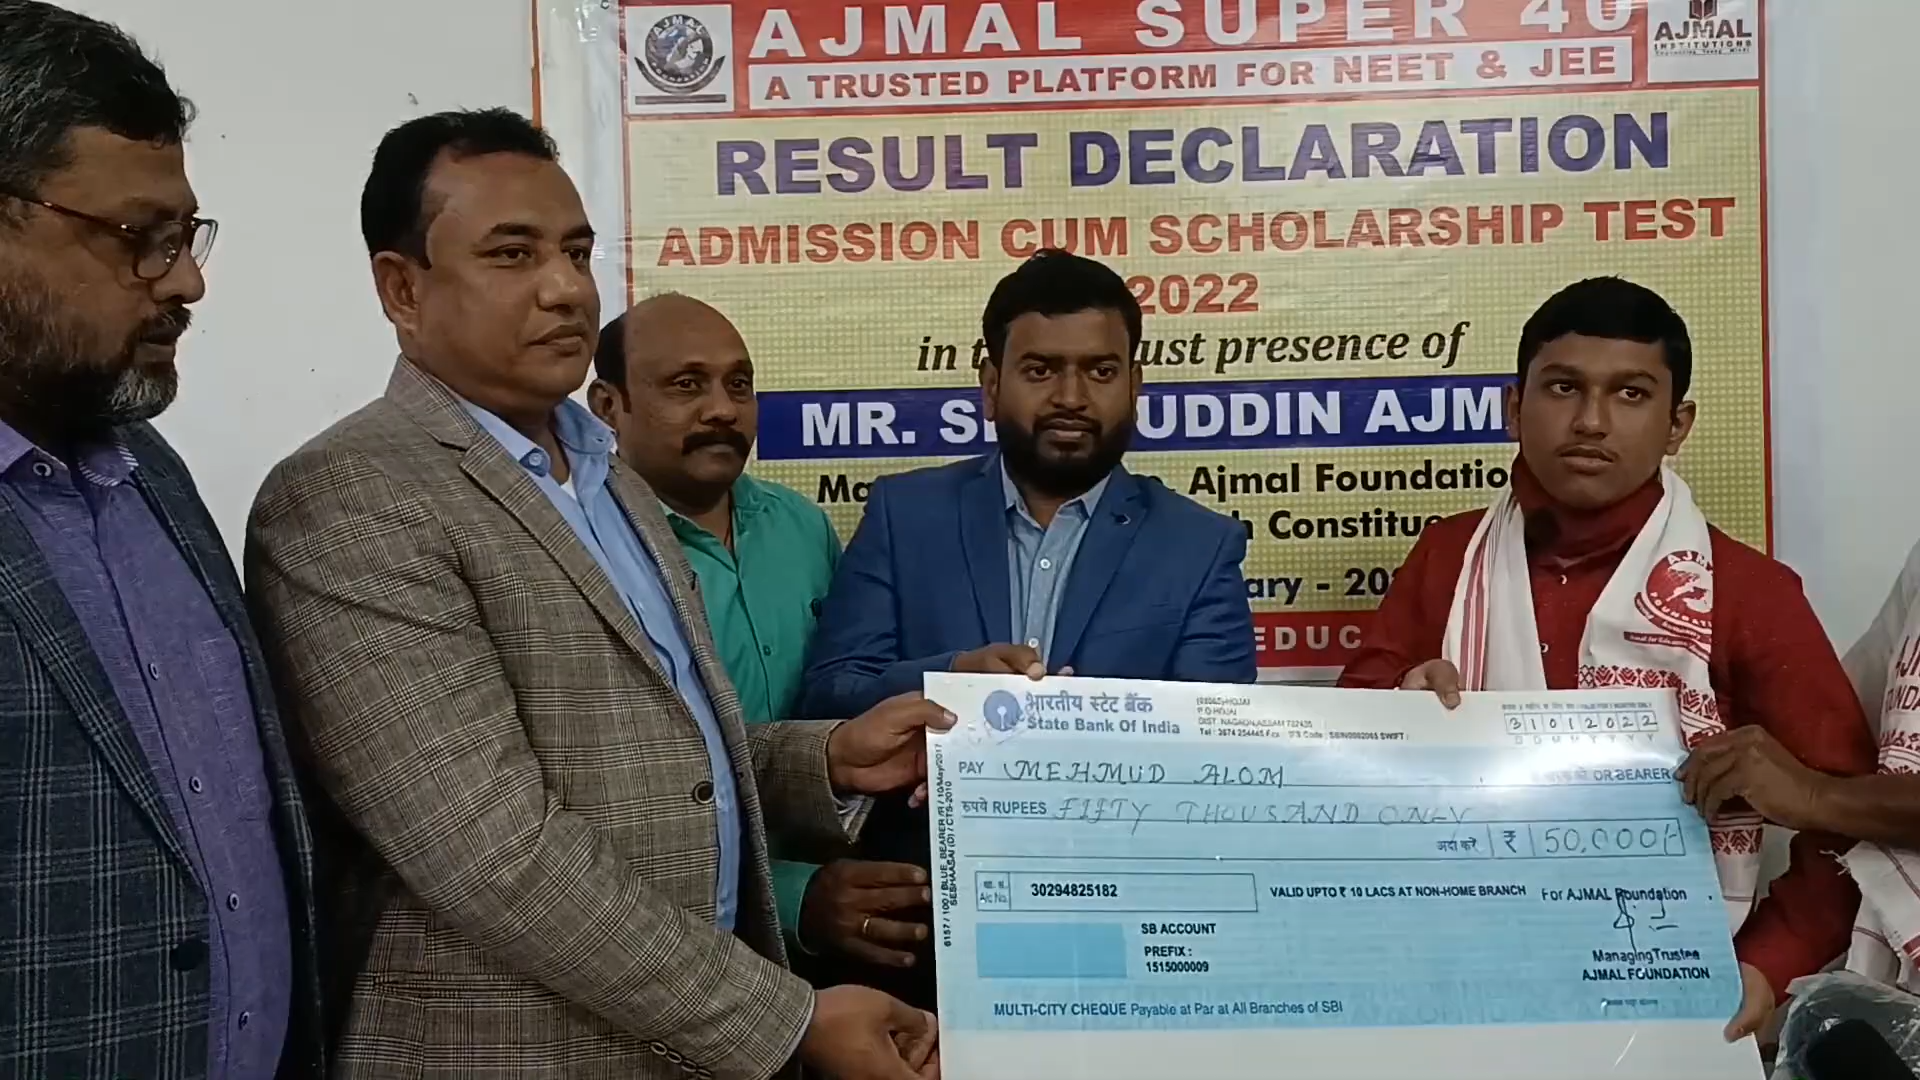 AJMAL SUPER 40
AJMAL
INSTITUTIONS
A TRUSTED PLATFORM FOR NEET & JEE
RESULT DECLARATION
ADMISSION CUM SCHOLARSHIP TEST
2022
in presence of
MR. UDDIN AJM
Ajmal Foundatio
Constitue
ary - 20
EDUC
AJMAL
भारतीय स्टेट बैंक
State Bank Of India
P.O HOJAI
31012022
PAY MEHMUD ALOM OR BEARER
रुपये RUPEES FIFTY THOUSAND ONLY
अदा करें ₹ 50,000/-
A/c No. 30294825182
VALID UPTO ₹ 10 LACS AT NON-HOME BRANCH
For AJMAL Foundation
SB ACCOUNT
PREFIX :
1515000009
Managing Trustee
AJMAL FOUNDATION
MULTI-CITY CHEQUE Payable at Par at All Branches of SBI